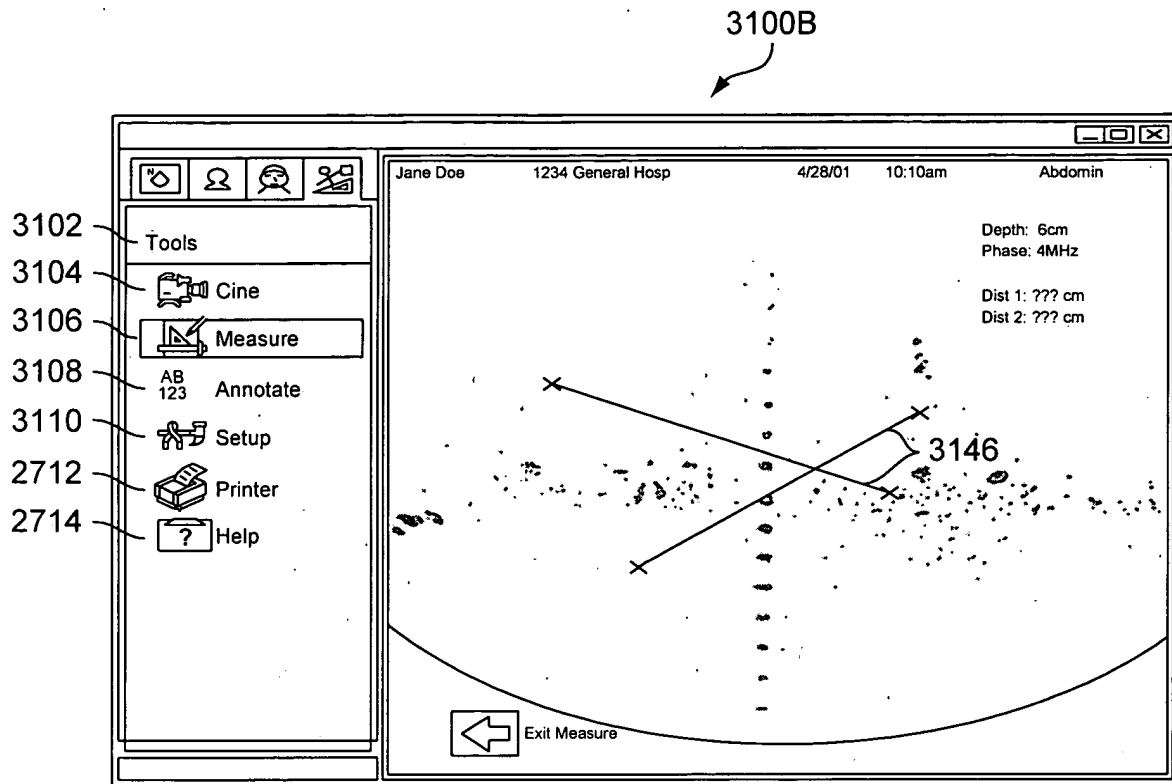 3100B
Jane Doe 1234 General Hosp 4/28/01 10:10am Abdomin
Depth: 6cm
Phase: 4MHz
Dist 1: ??? cm
Dist 2: ??? cm
3102 Tools
3104 Cine
3106 Measure
3108 AB 123 Annotate
3110 Setup
2712 Printer
2714 ? Help
3146
Exit Measure
N